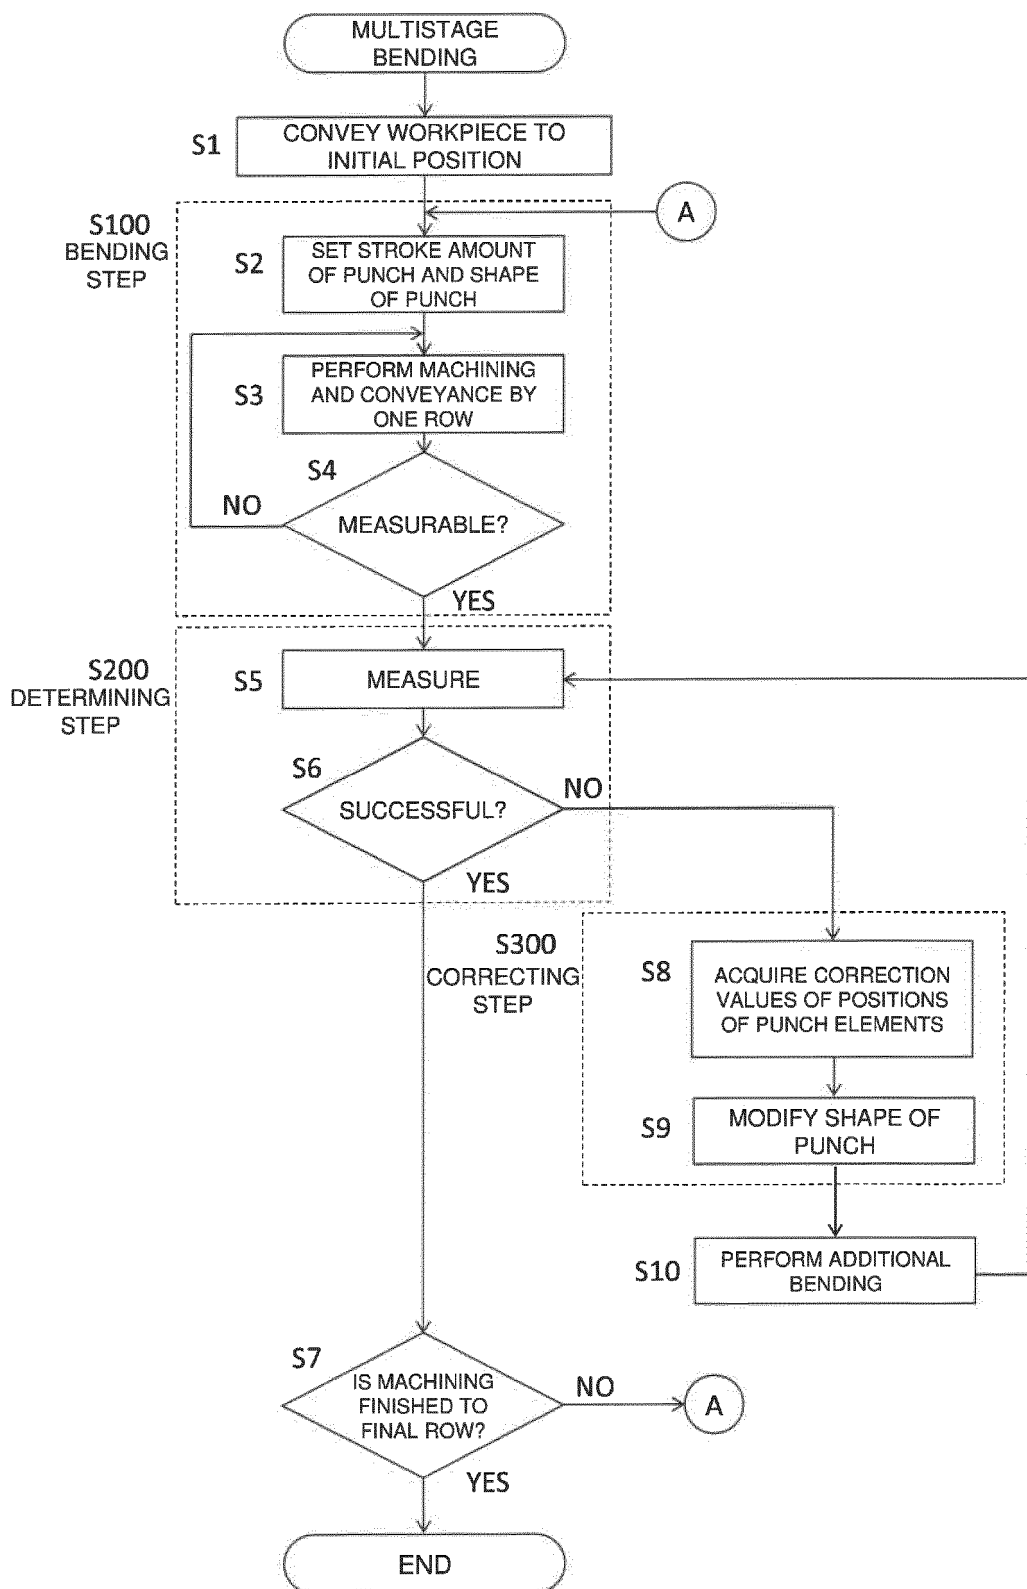 MULTISTAGE
BENDING
S1
CONVEY WORKPIECE TO
INITIAL POSITION
A
S100
BENDING
STEP
S2
SET STROKE AMOUNT
OF PUNCH AND SHAPE
OF PUNCH
S3
PERFORM MACHINING
AND CONVEYANCE BY
ONE ROW
S4
NO
MEASURABLE?
YES
S200
DETERMINING
STEP
S5
MEASURE
S6
NO
SUCCESSFUL?
YES
S300
CORRECTING
STEP
S8
ACQUIRE CORRECTION
VALUES OF POSITIONS
OF PUNCH ELEMENTS
S9
MODIFY SHAPE OF
PUNCH
S10
PERFORM ADDITIONAL
BENDING
S7
IS MACHINING
FINISHED TO
FINAL ROW?
NO
A
YES
END